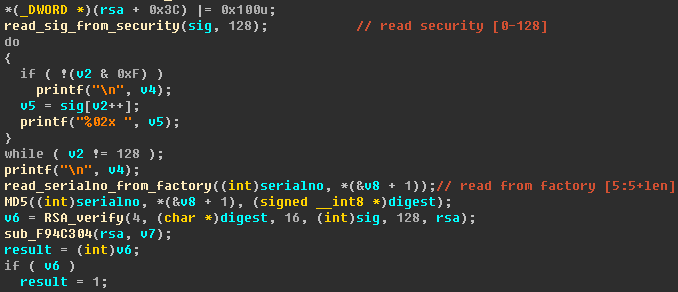 *(_DWORD *)(rsa + 0x3C) |= 0x100u;
read_sig_from_security(sig, 128);             // read security [0-128]
do
{
  if ( !(v2 & 0xF) )
    printf("\n", v4);
  v5 = sig[v2++];
  printf("%02x ", v5);
}
while ( v2 != 128 );
printf("\n", v4);
read_serialno_from_factory((int)serialno, *(&v8 + 1));// read from factory [5:5+len]
MD5((int)serialno, *(&v8 + 1), (signed __int8 *)digest);
v6 = RSA_verify(4, (char *)digest, 16, (int)sig, 128, rsa);
sub_F94C304(rsa, v7);
result = (int)v6;
if ( v6 )
  result = 1;